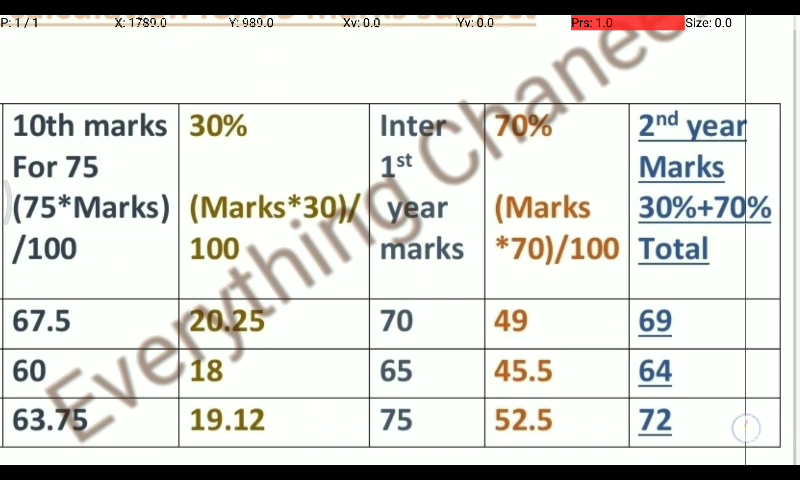 P: 1 / 1 X: 1789.0 Y: 989.0 Xv: 0.0 Yv: 0.0 Prs: 1.0 Size: 0.0
10th marks
For 75
(75*Marks)
/100
30%
(Marks*30)/
100
Inter
1st
year
marks
70%
(Marks
*70)/100
2nd year
Marks
30%+70%
Total
67.5 20.25 70 49 69
60 18 65 45.5 64
63.75 19.12 75 52.5 72
Everything